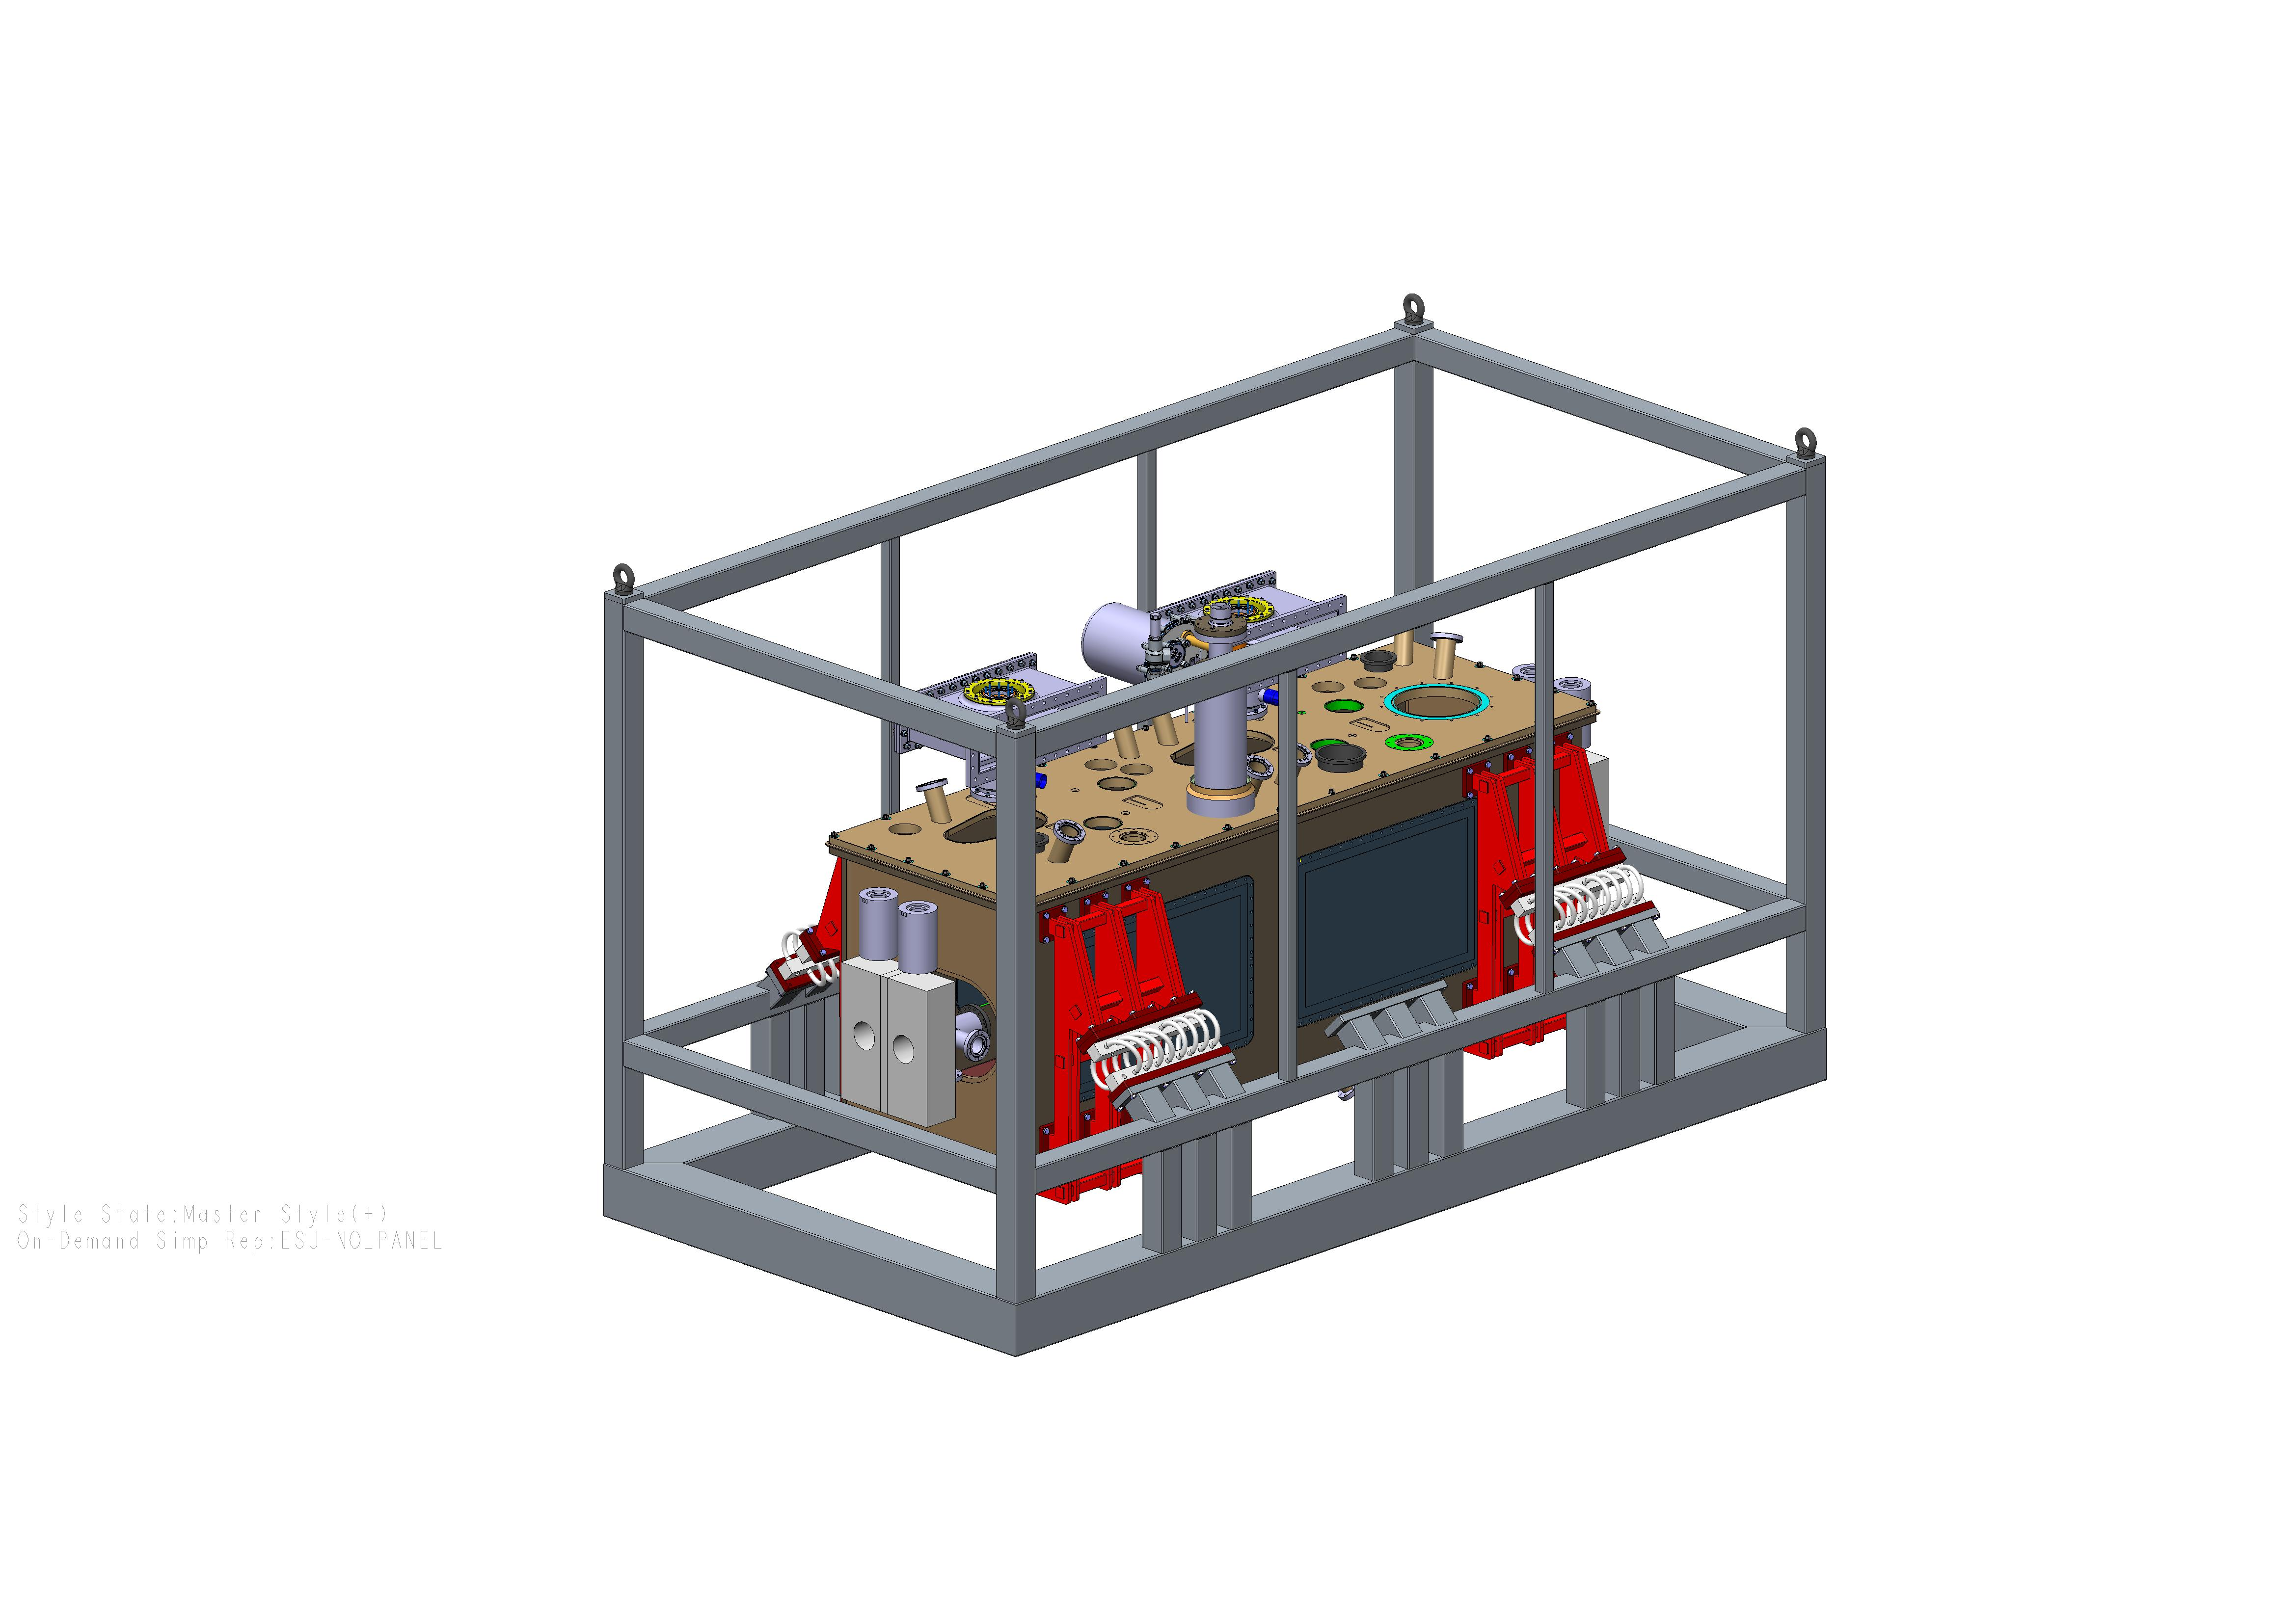 Style State:Master Style(+)
On-Demand Simp Rep:ESJ-NO_PANEL